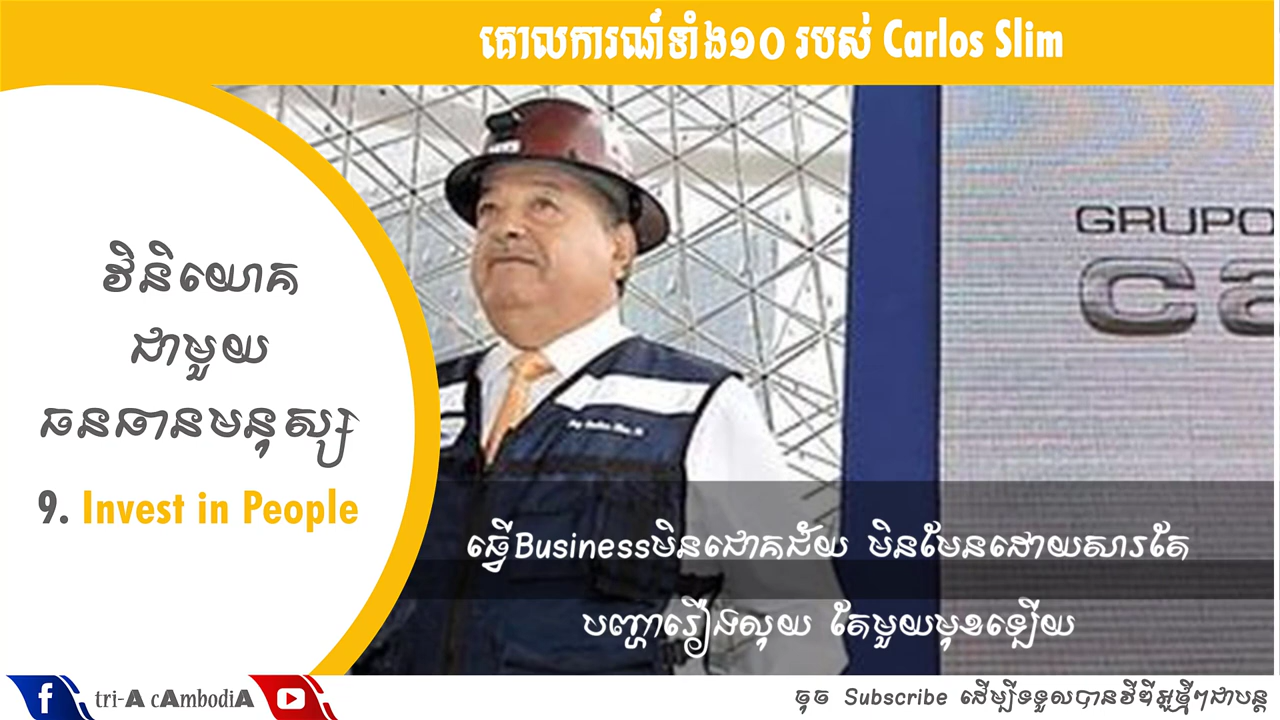 គោលការណ៍ទាំង១០ របស់ Carlos Slim
វិនិយោគ
ជាមួយ
ធនធានមនុស្ស
9. Invest in People
GRUPO
ca
ធ្វើBusinessមិនជោគជ័យ មិនមែនដោយសារតែ
បញ្ហារឿងលុយ តែមួយមុខឡើយ
tri-A cAmbodiA
ចុច Subscribe ដើម្បីទទួលបានវីឌីអូថ្មីៗជាបន្ត